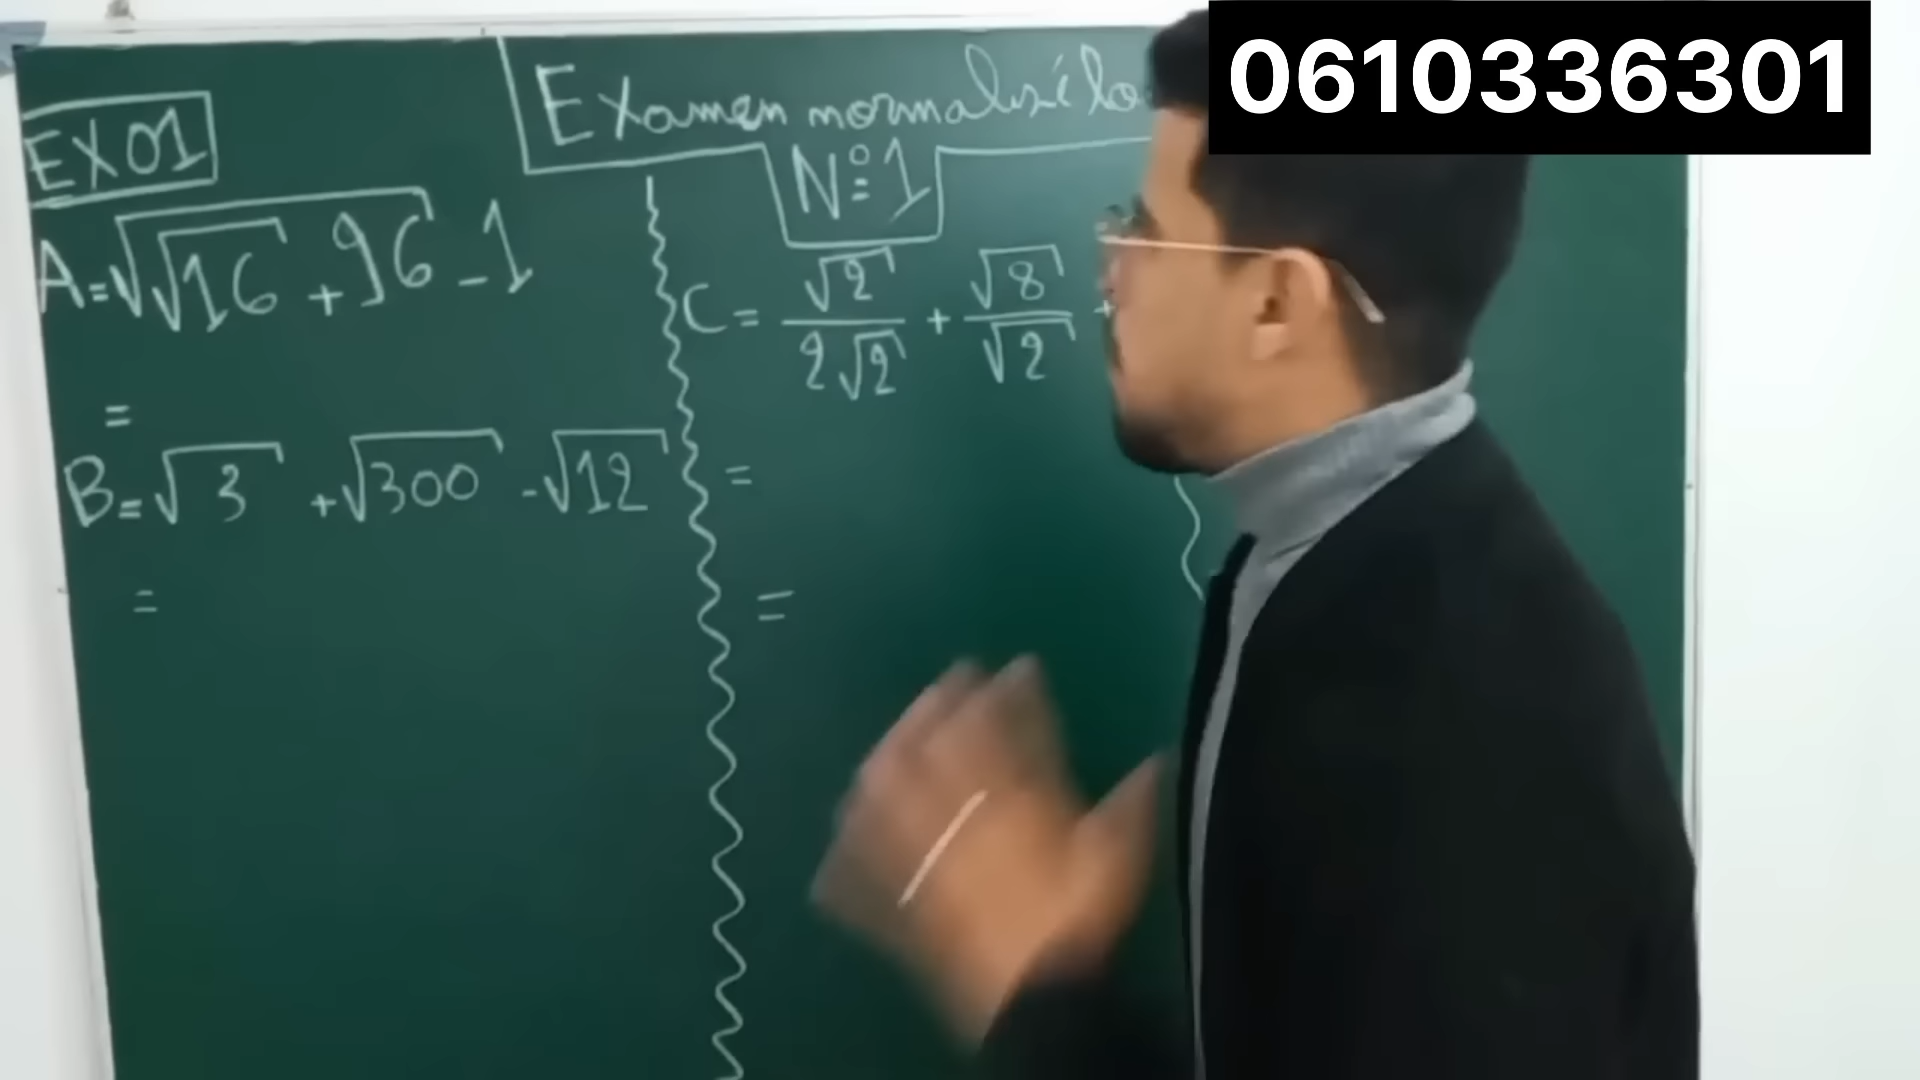 0610336301
Examen normalisé lo
N° 1
EX01
A = √(√16 + 96) - 1
=
B = √3 + √300 - √12
=
C = √2/(2√2) + √8/√2 +
=
=